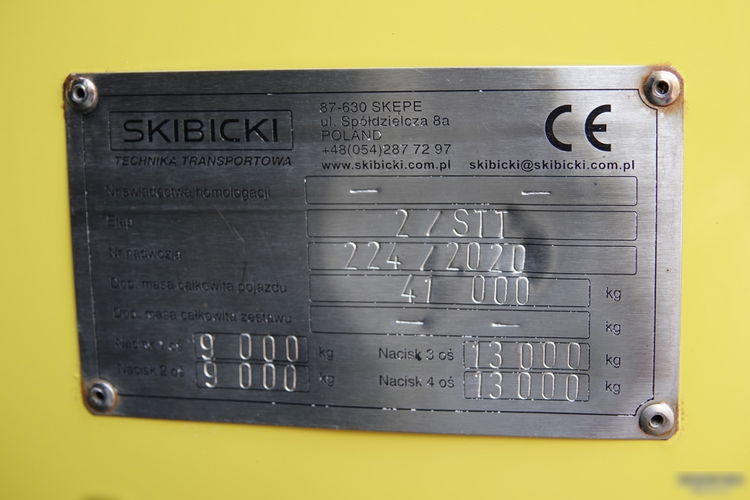 SKIBICKI
TECHNIKA TRANSPORTOWA
87-630 SKĘPE
ul. Spółdzielcza 8a
POLAND
+48(054)287 72 97
www.skibicki.com.pl skibicki@skibicki.com.pl
CE
Nr świadectwa homologacji — —
Etap 2/STT
Nr nadwozia 224/2020
Dop. masa całkowita pojazdu 41 000 kg
Dop. masa całkowita zestawu — — kg
Nacisk 1 oś 9 000 kg Nacisk 3 oś 13 000 kg
Nacisk 2 oś 9 000 kg Nacisk 4 oś 13 000 kg